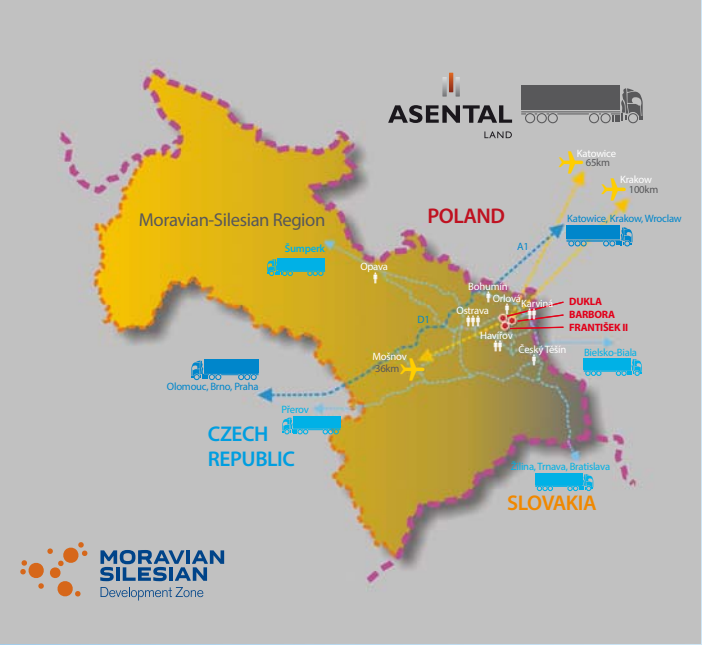 ASENTAL
LAND
Katowice
65km
Krakow
100km
POLAND
Katowice, Krakow, Wroclaw
Moravian-Silesian Region
A1
Šumperk
Opava
Bohumín
Orlová
Karviná
DUKLA
Ostrava
BARBORA
D1
FRANTIŠEK II
Havířov
Český Těšín
Bielsko-Biala
Mošnov
36km
Olomouc, Brno, Praha
Přerov
CZECH
REPUBLIC
Trnava, Bratislava
SLOVAKIA
MORAVIAN
SILESIAN
Development Zone